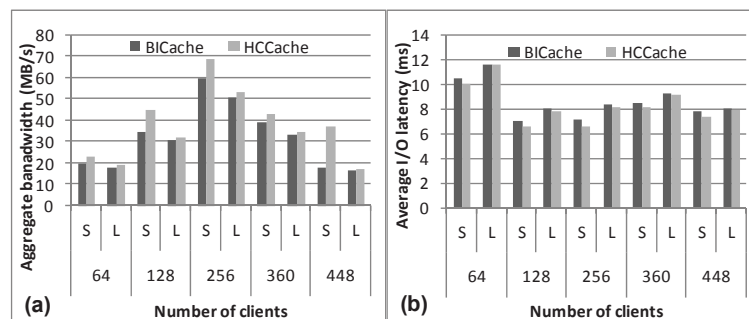 80
70
60
50
40
30
20
10
0
Aggregate banadwidth (MB/s)
BICache HCCache
S L S L S L S L S L
64 128 256 360 448
(a) Number of clients
14
12
10
8
6
4
2
0
Average I/O latency (ms)
BICache HCCache
S L S L S L S L S L
64 128 256 360 448
(b) Number of clients